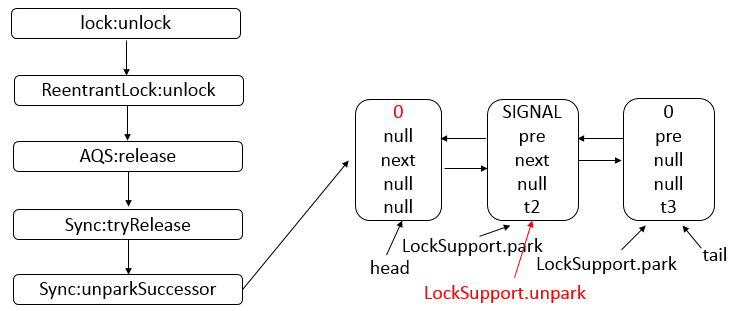 lock:unlock
ReentrantLock:unlock
AQS:release
Sync:tryRelease
Sync:unparkSuccessor
0
null
next
null
null
SIGNAL
pre
next
null
t2
0
pre
null
null
t3
head
LockSupport.park
LockSupport.unpark
LockSupport.park
tail